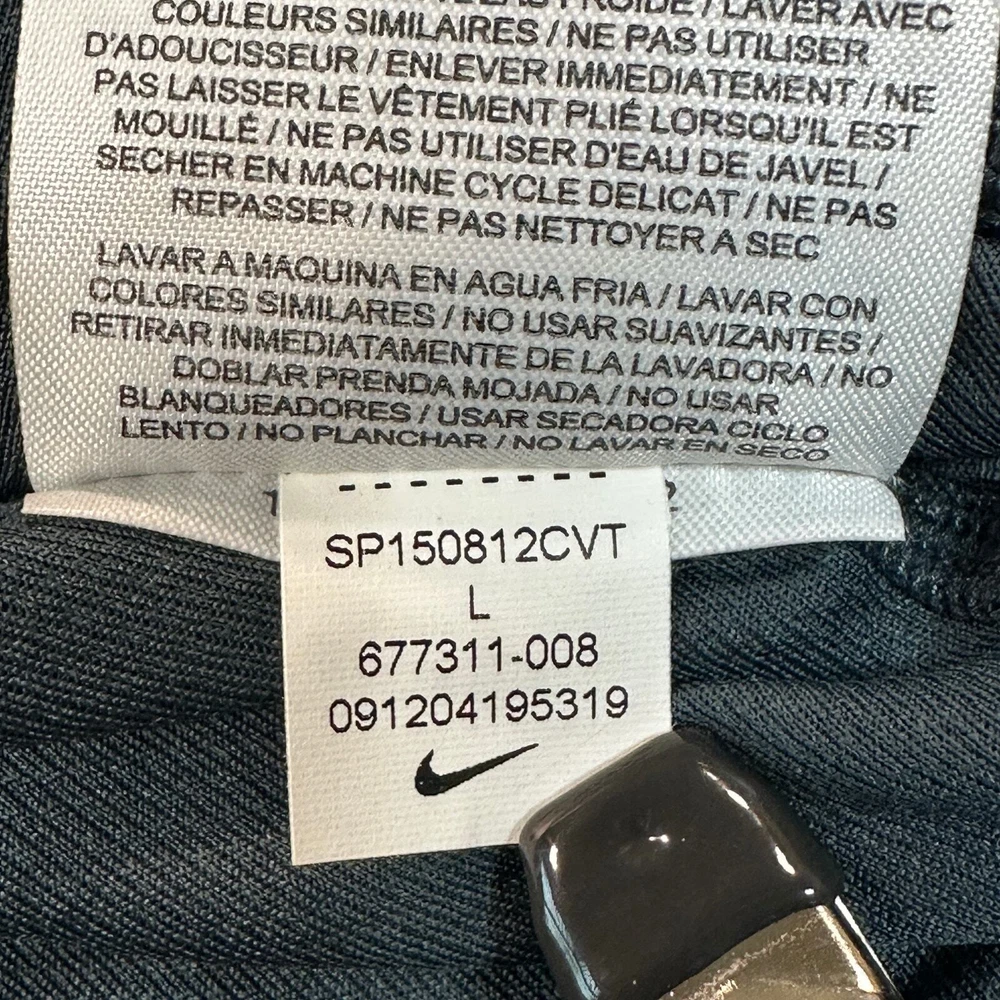 FROIDE / LAVER AVEC
COULEURS SIMILAIRES / NE PAS UTILISER
D'ADOUCISSEUR / ENLEVER IMMEDIATEMENT / NE
PAS LAISSER LE VÊTEMENT PLIÉ LORSQU'IL EST
MOUILLÉ / NE PAS UTILISER D'EAU DE JAVEL /
SECHER EN MACHINE CYCLE DELICAT / NE PAS
REPASSER / NE PAS NETTOYER A SEC
LAVAR A MAQUINA EN AGUA FRIA / LAVAR CON
COLORES SIMILARES / NO USAR SUAVIZANTES /
RETIRAR INMEDIATAMENTE DE LA LAVADORA / NO
DOBLAR PRENDA MOJADA / NO USAR
BLANQUEADORES / USAR SECADORA CICLO
LENTO / NO PLANCHAR / NO LAVAR EN SECO
SP150812CVT
L
677311-008
091204195319